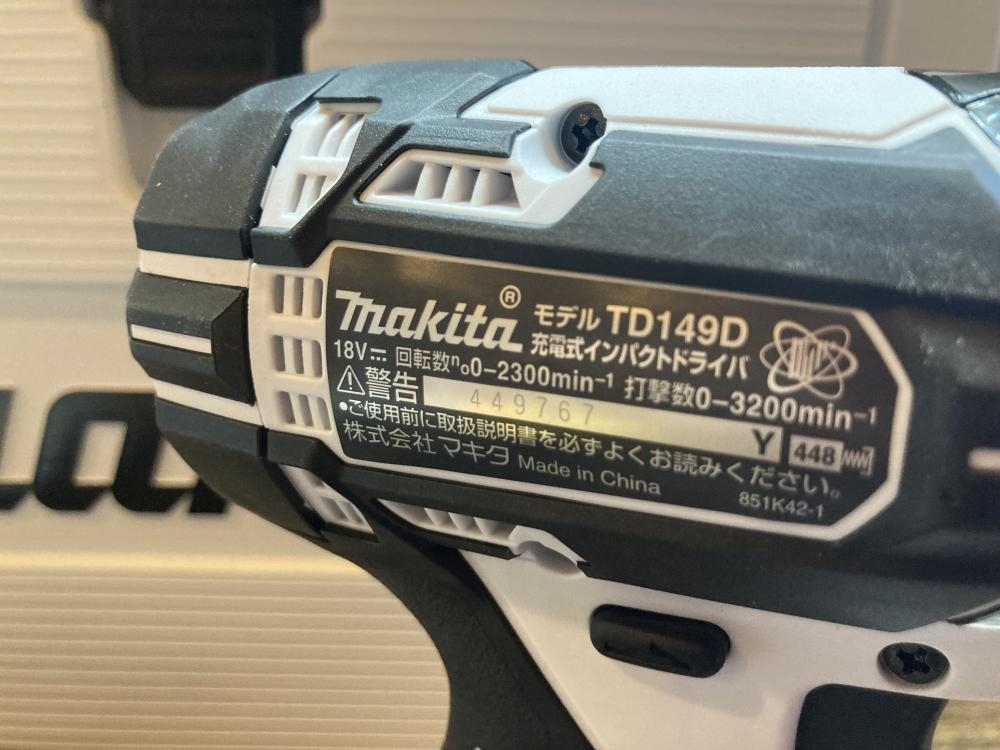 makita® モデル TD149D
充電式インパクトドライバ
18V⎓ 回転数n₀0-2300min⁻¹ 打撃数0-3200min⁻¹
⚠警告 449767 Y 448
●ご使用前に取扱説明書を必ずよくお読みください。
株式会社 マキタ Made in China 851K42-1